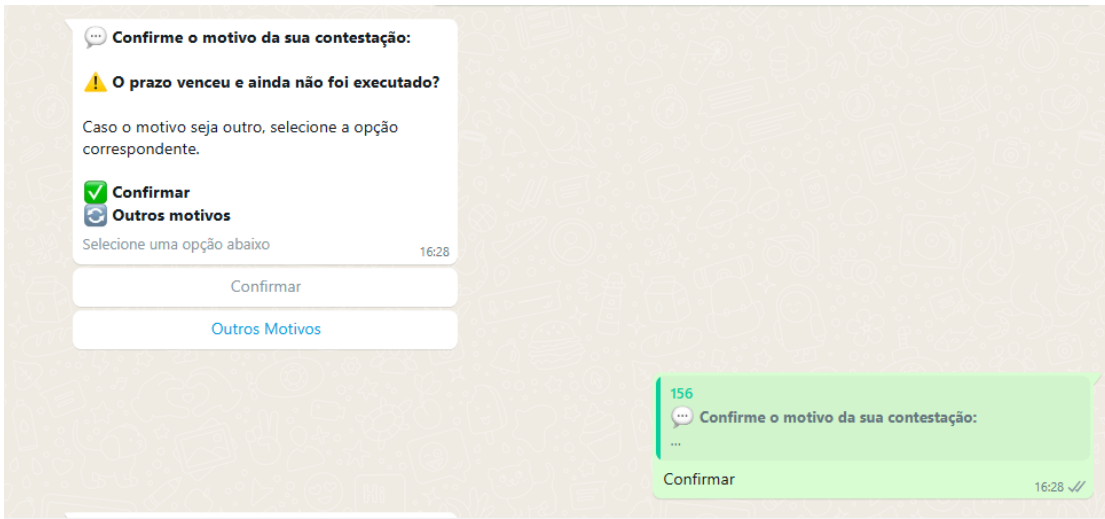 💬 Confirme o motivo da sua contestação:
⚠️ O prazo venceu e ainda não foi executado?
Caso o motivo seja outro, selecione a opção
correspondente.
✅ Confirmar
🔄 Outros motivos
Selecione uma opção abaixo
16:28
Confirmar
Outros Motivos
156
💬 Confirme o motivo da sua contestação:
...
Confirmar
16:28